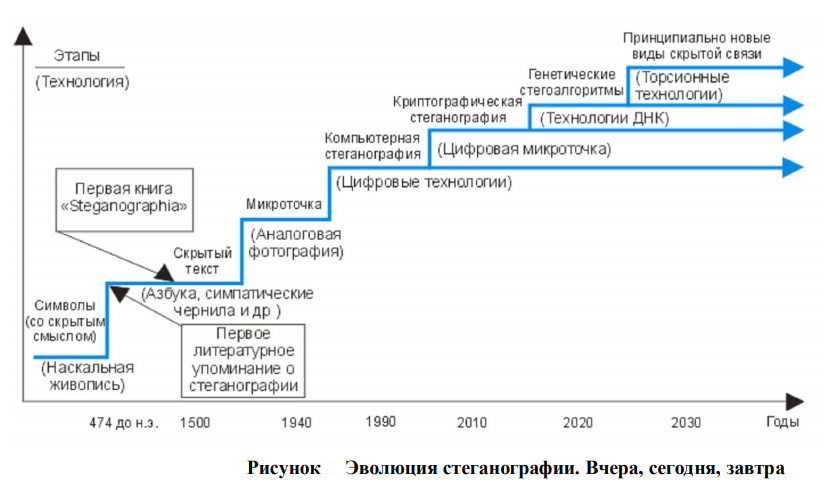 Этапы
(Технология)
Принципиально новые
виды скрытой связи
(Торсионные
технологии)
Генетические
стегоалгоритмы
(Технологии ДНК)
Криптографическая
стеганография
(Цифровая микроточка)
Компьютерная
стеганография
(Цифровые технологии)
Первая книга
«Steganographia»
Микроточка
(Аналоговая
фотография)
Скрытый
текст
(Азбука, симпатические
чернила и др )
Символы
(со скрытым
смыслом)
(Наскальная
живопись)
Первое
литературное
упоминание о
стеганографии
474 до н.э. 1500 1940 1990 2010 2020 2030 Годы
Рисунок Эволюция стеганографии. Вчера, сегодня, завтра